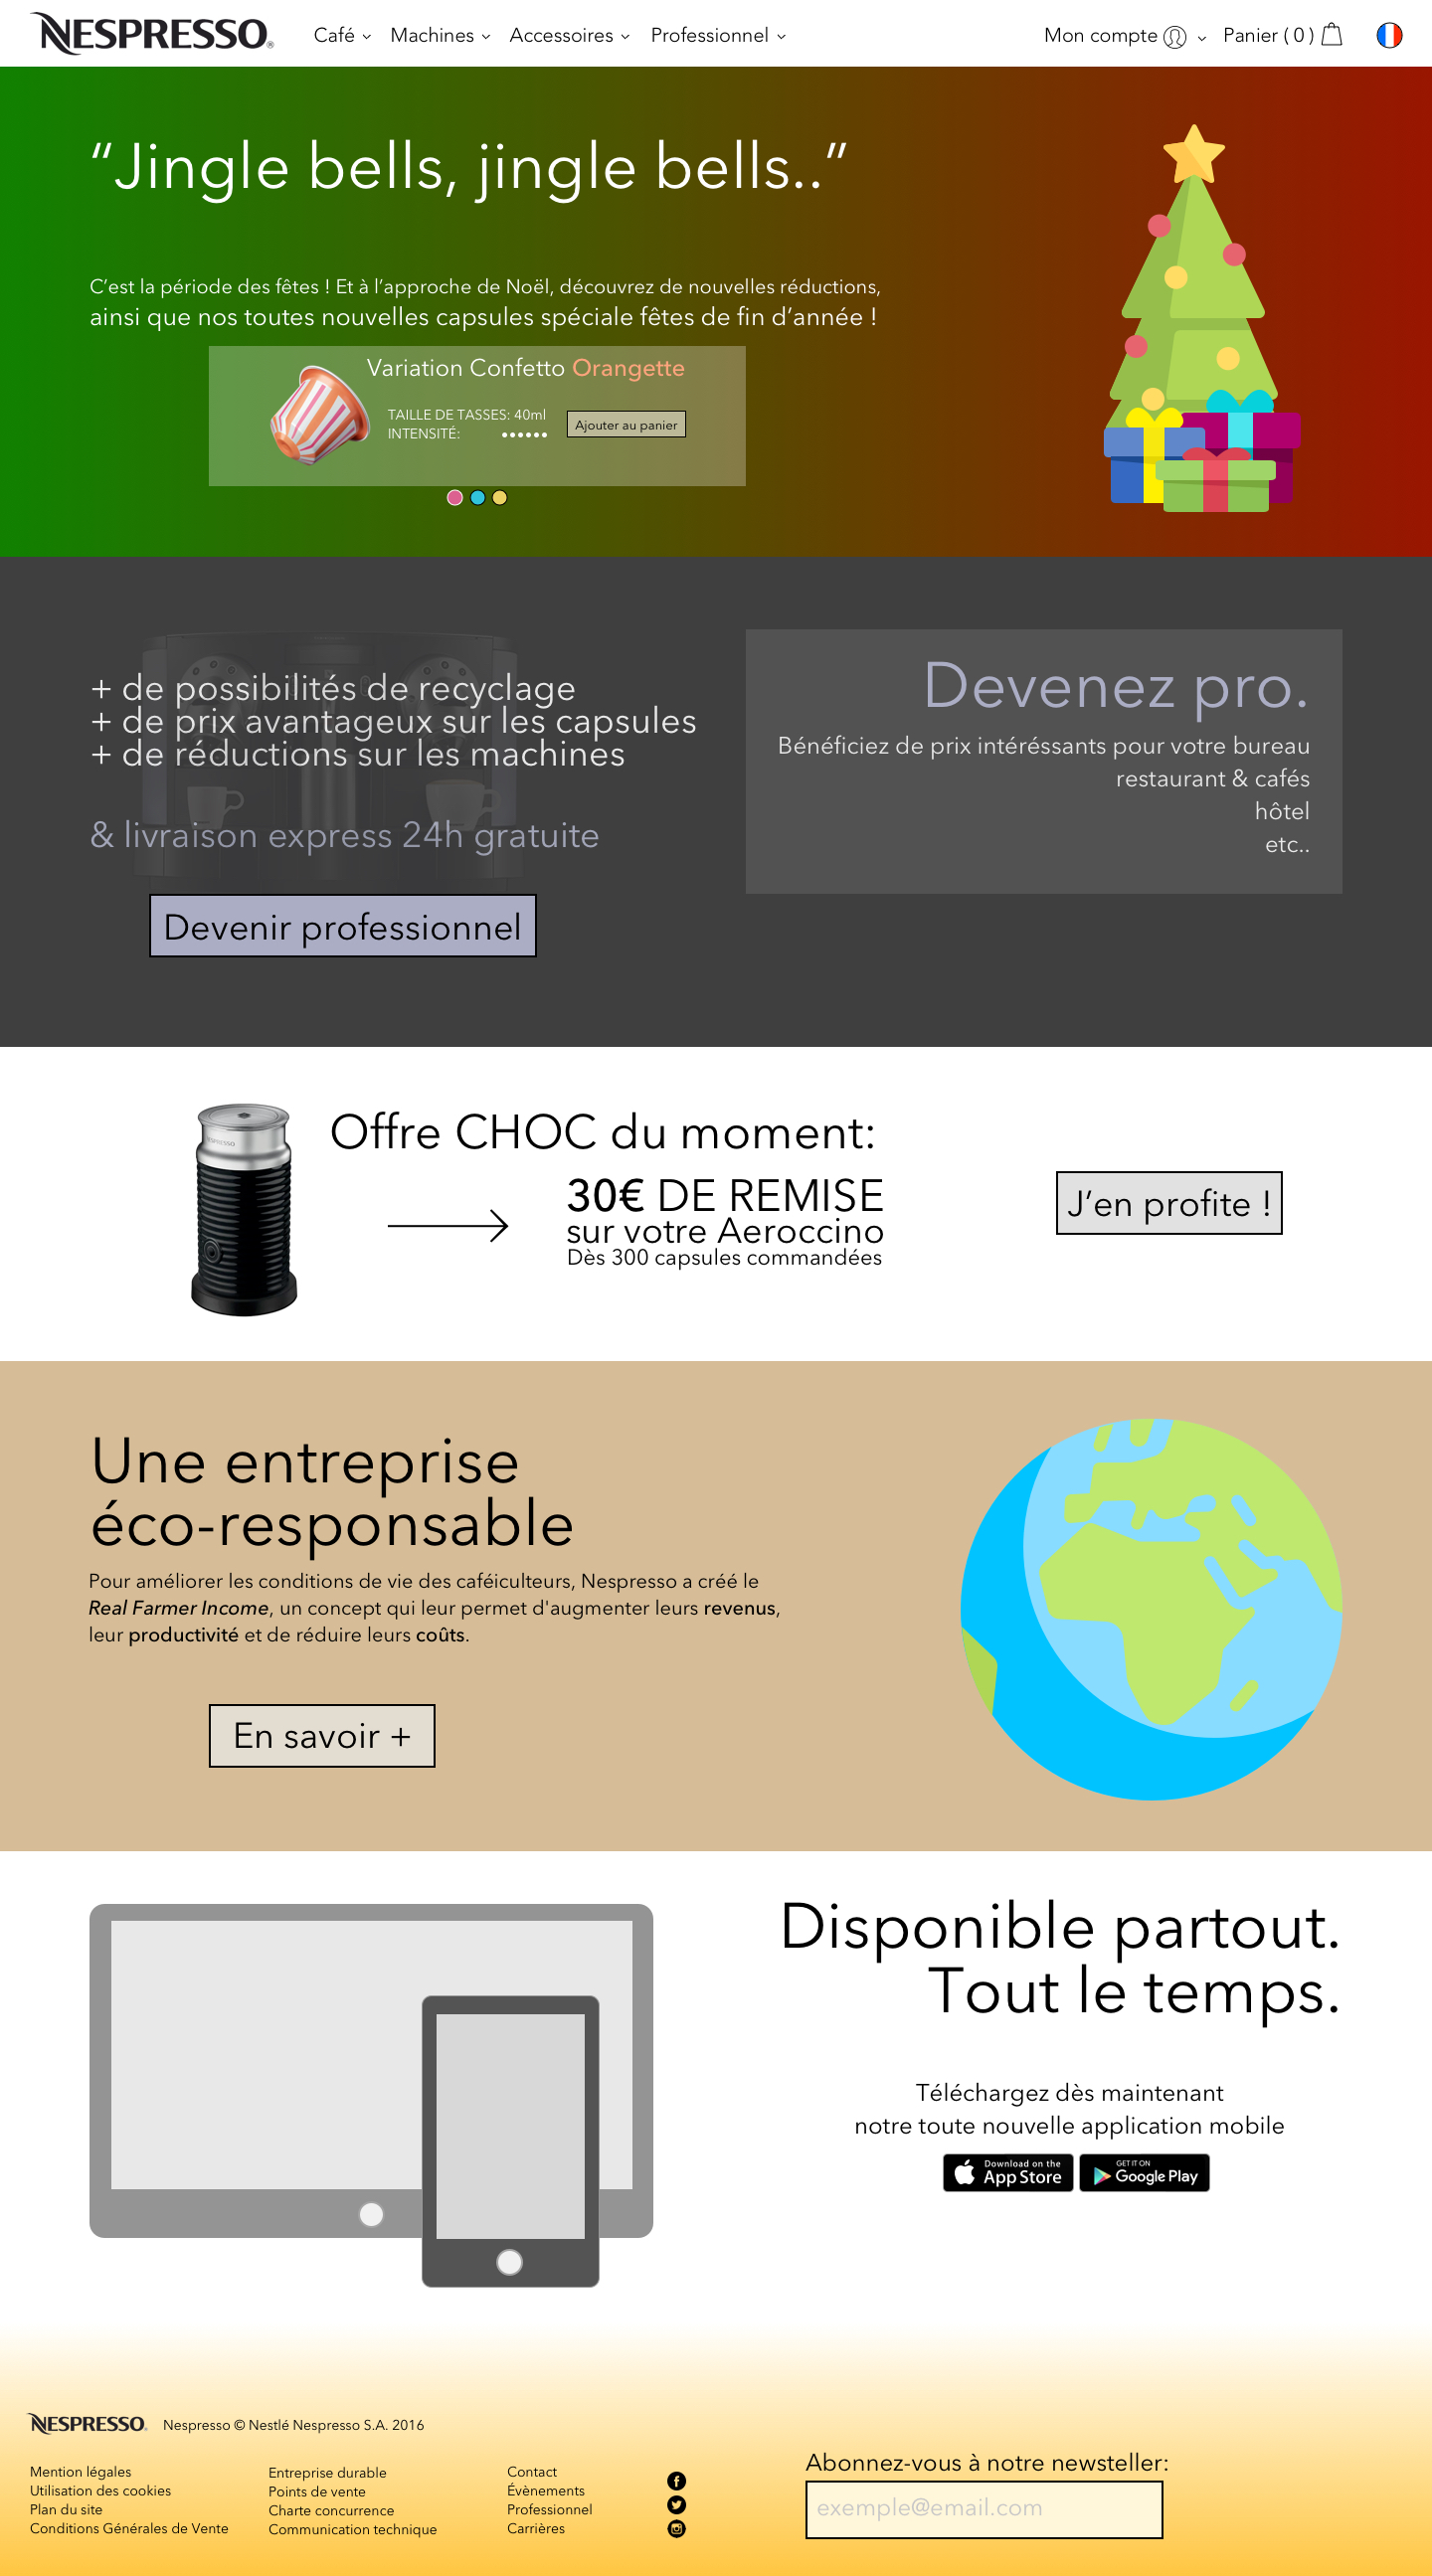 NESPRESSO®
Café
Machines
Accessoires
Professionnel
Mon compte
Panier ( 0 )
“Jingle bells, jingle bells..”
C’est la période des fêtes ! Et à l’approche de Noël, découvrez de nouvelles réductions,
ainsi que nos toutes nouvelles capsules spéciale fêtes de fin d’année !
Variation Confetto Orangette
TAILLE DE TASSES: 40ml
INTENSITÉ:
Ajouter au panier
+ de possibilités de recyclage
+ de prix avantageux sur les capsules
+ de réductions sur les machines
& livraison express 24h gratuite
Devenir professionnel
Devenez pro.
Bénéficiez de prix intéréssants pour votre bureau
restaurant & cafés
hôtel
etc..
NESPRESSO
Offre CHOC du moment:
30€ DE REMISE
sur votre Aeroccino
Dès 300 capsules commandées
J’en profite !
Une entreprise
éco-responsable
Pour améliorer les conditions de vie des caféiculteurs, Nespresso a créé le
Real Farmer Income, un concept qui leur permet d'augmenter leurs revenus,
leur productivité et de réduire leurs coûts.
En savoir +
Disponible partout.
Tout le temps.
Téléchargez dès maintenant
notre toute nouvelle application mobile
Download on the
App Store
GET IT ON
Google Play
NESPRESSO
Nespresso © Nestlé Nespresso S.A. 2016
Mention légales
Utilisation des cookies
Plan du site
Conditions Générales de Vente
Entreprise durable
Points de vente
Charte concurrence
Communication technique
Contact
Évènements
Professionnel
Carrières
Abonnez-vous à notre newsteller:
exemple@email.com